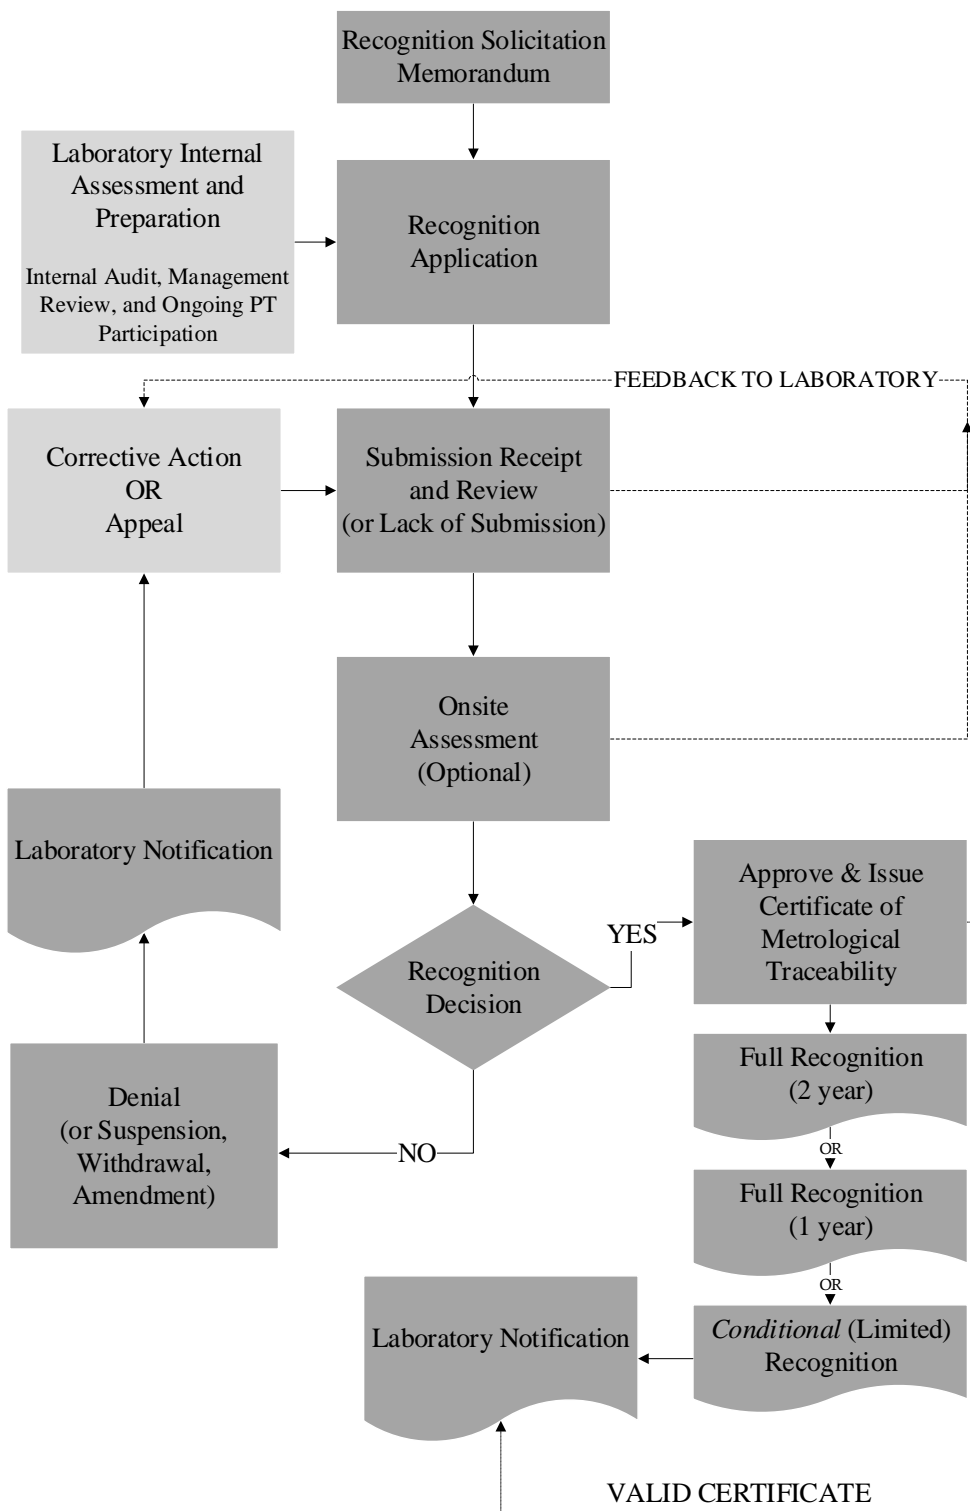 Recognition Solicitation
Memorandum
Laboratory Internal
Assessment and
Preparation
Internal Audit, Management
Review, and Ongoing PT
Participation
Recognition
Application
FEEDBACK TO LABORATORY
Corrective Action
OR
Appeal
Submission Receipt
and Review
(or Lack of Submission)
Onsite
Assessment
(Optional)
Laboratory Notification
Recognition
Decision
YES
Approve & Issue
Certificate of
Metrological
Traceability
Full Recognition
(2 year)
OR
Full Recognition
(1 year)
OR
Conditional (Limited)
Recognition
NO
Denial
(or Suspension,
Withdrawal,
Amendment)
Laboratory Notification
VALID CERTIFICATE